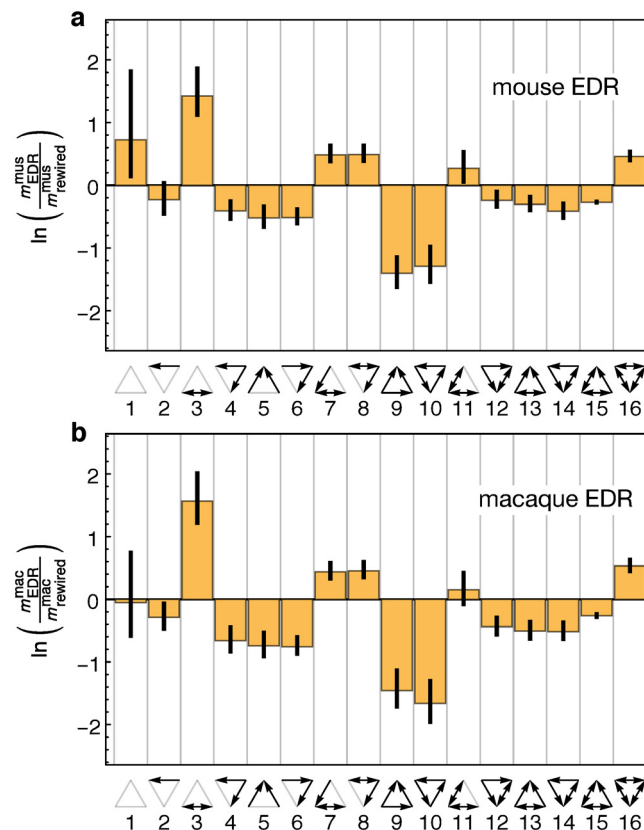 a
mouse EDR
ln ( m^mus_EDR / m^mus_rewired )
2
1
0
−1
−2
1 2 3 4 5 6 7 8 9 10 11 12 13 14 15 16
b
macaque EDR
ln ( m^mac_EDR / m^mac_rewired )
2
1
0
−1
−2
1 2 3 4 5 6 7 8 9 10 11 12 13 14 15 16